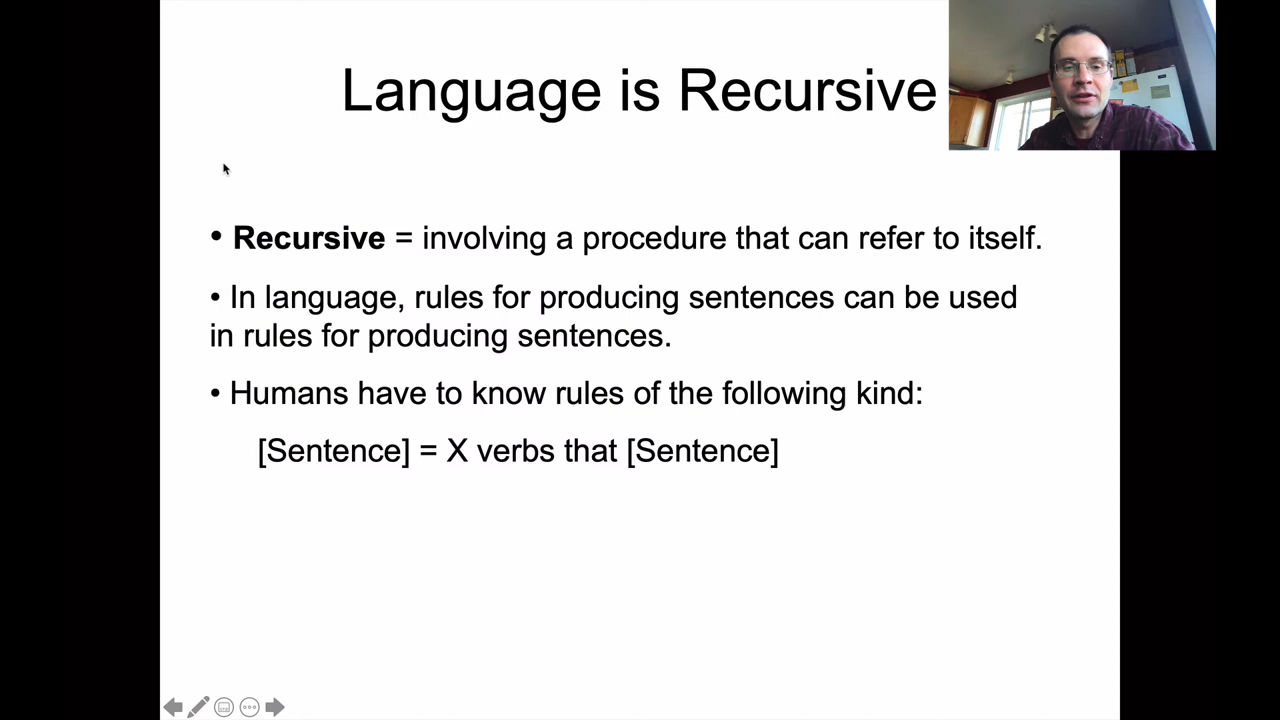 Language is Recursive
• Recursive = involving a procedure that can refer to itself.
• In language, rules for producing sentences can be used
in rules for producing sentences.
• Humans have to know rules of the following kind:
[Sentence] = X verbs that [Sentence]